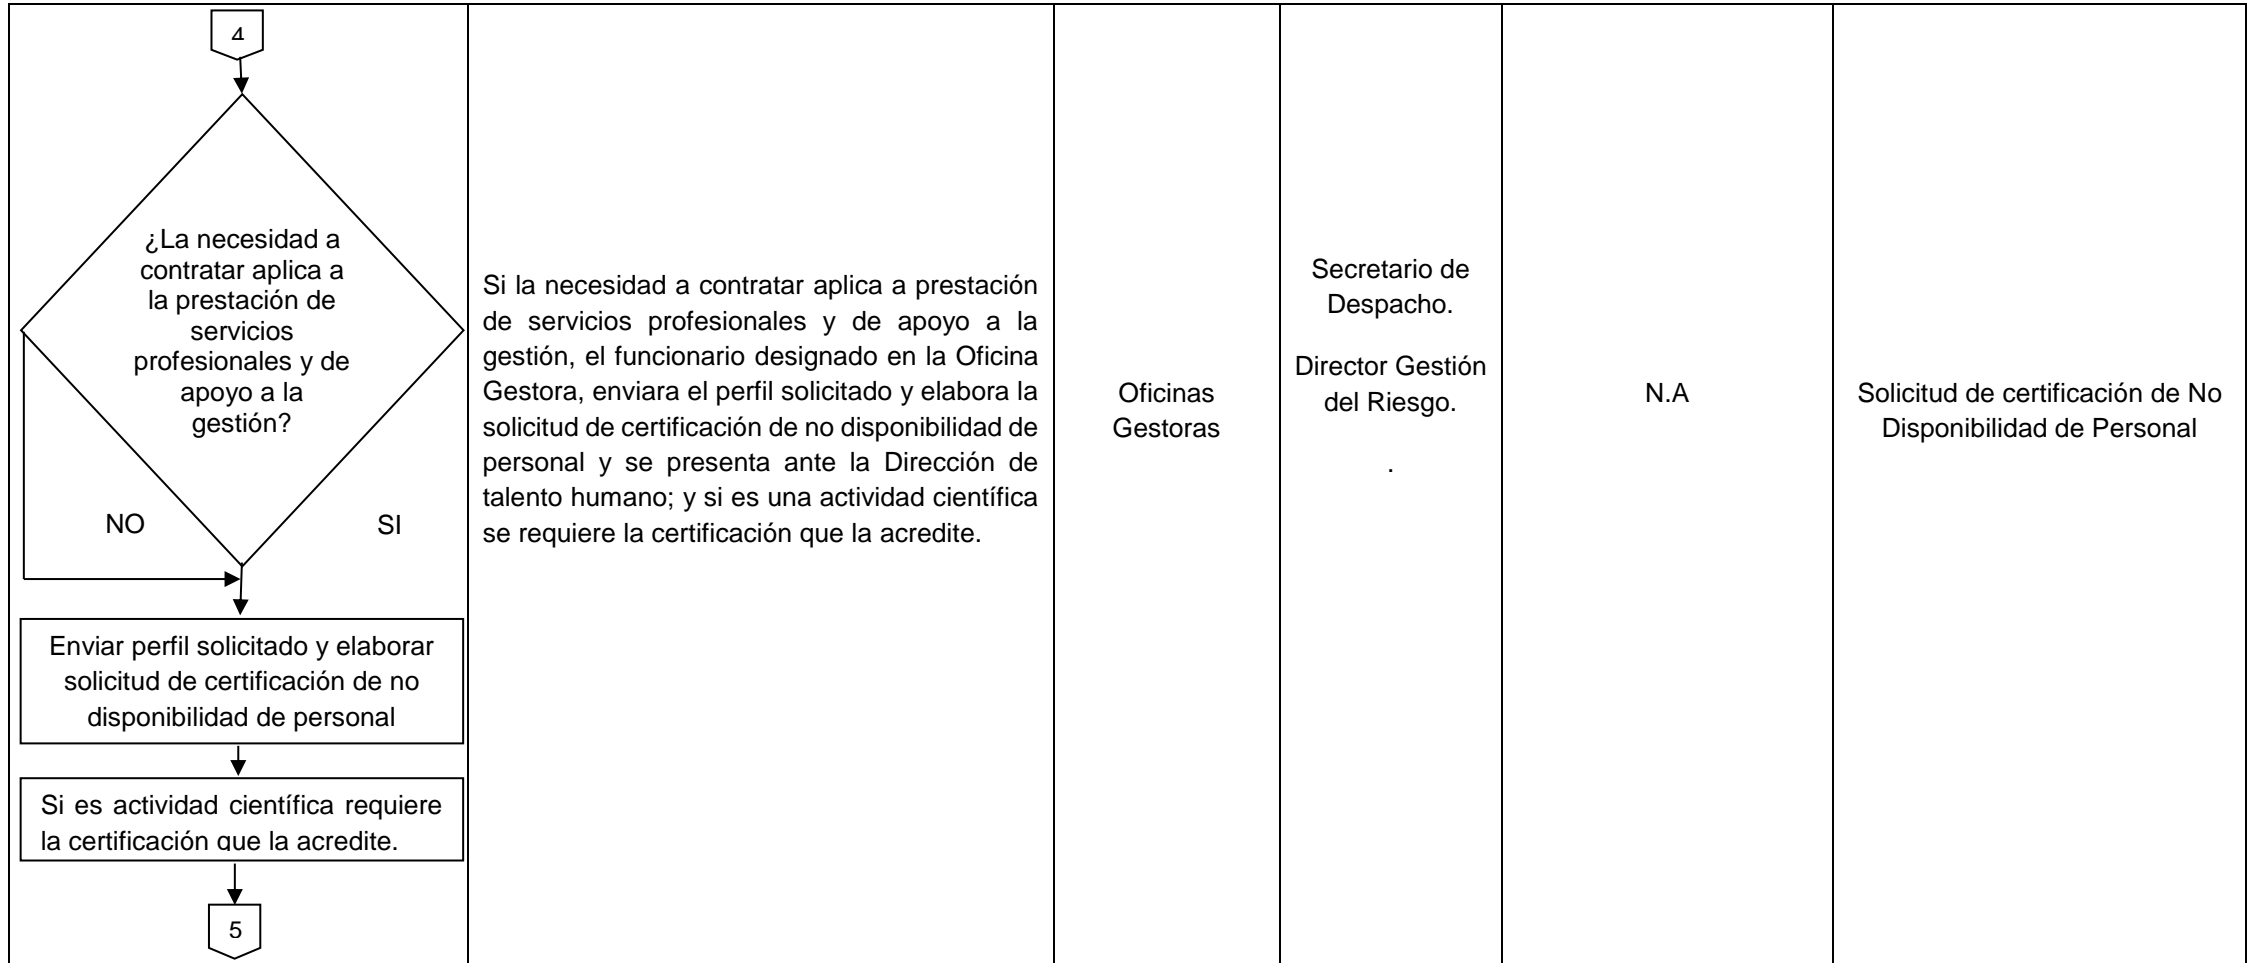 4
¿La necesidad a
contratar aplica a
la prestación de
servicios
profesionales y de
apoyo a la
gestión?
NO
SI
Enviar perfil solicitado y elaborar
solicitud de certificación de no
disponibilidad de personal
Si es actividad científica requiere
la certificación que la acredite.
5
Si la necesidad a contratar aplica a prestación
de servicios profesionales y de apoyo a la
gestión, el funcionario designado en la Oficina
Gestora, enviara el perfil solicitado y elabora la
solicitud de certificación de no disponibilidad de
personal y se presenta ante la Dirección de
talento humano; y si es una actividad científica
se requiere la certificación que la acredite.
Oficinas
Gestoras
Secretario de
Despacho.
Director Gestión
del Riesgo.
.
N.A
Solicitud de certificación de No
Disponibilidad de Personal